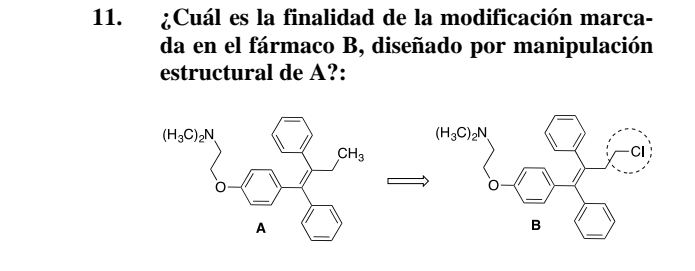 11. ¿Cuál es la finalidad de la modificación marca-
da en el fármaco B, diseñado por manipulación
estructural de A?:
(H₃C)₂N
CH₃
O
A
(H₃C)₂N
Cl
O
B